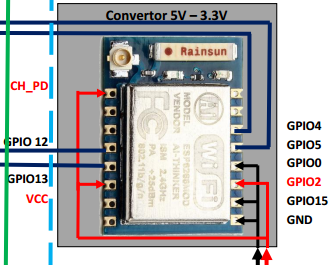 Convertor 5V – 3.3V
Rainsun
CH_PD
GPIO 12
GPIO13
VCC
MODEL
VENDOR
ESP8266MOD
AI-THINKER
ISM 2.4GHz
PA +25dBm
802.11b/g/n
FC
Wi Fi
GPIO4
GPIO5
GPIO0
GPIO2
GPIO15
GND